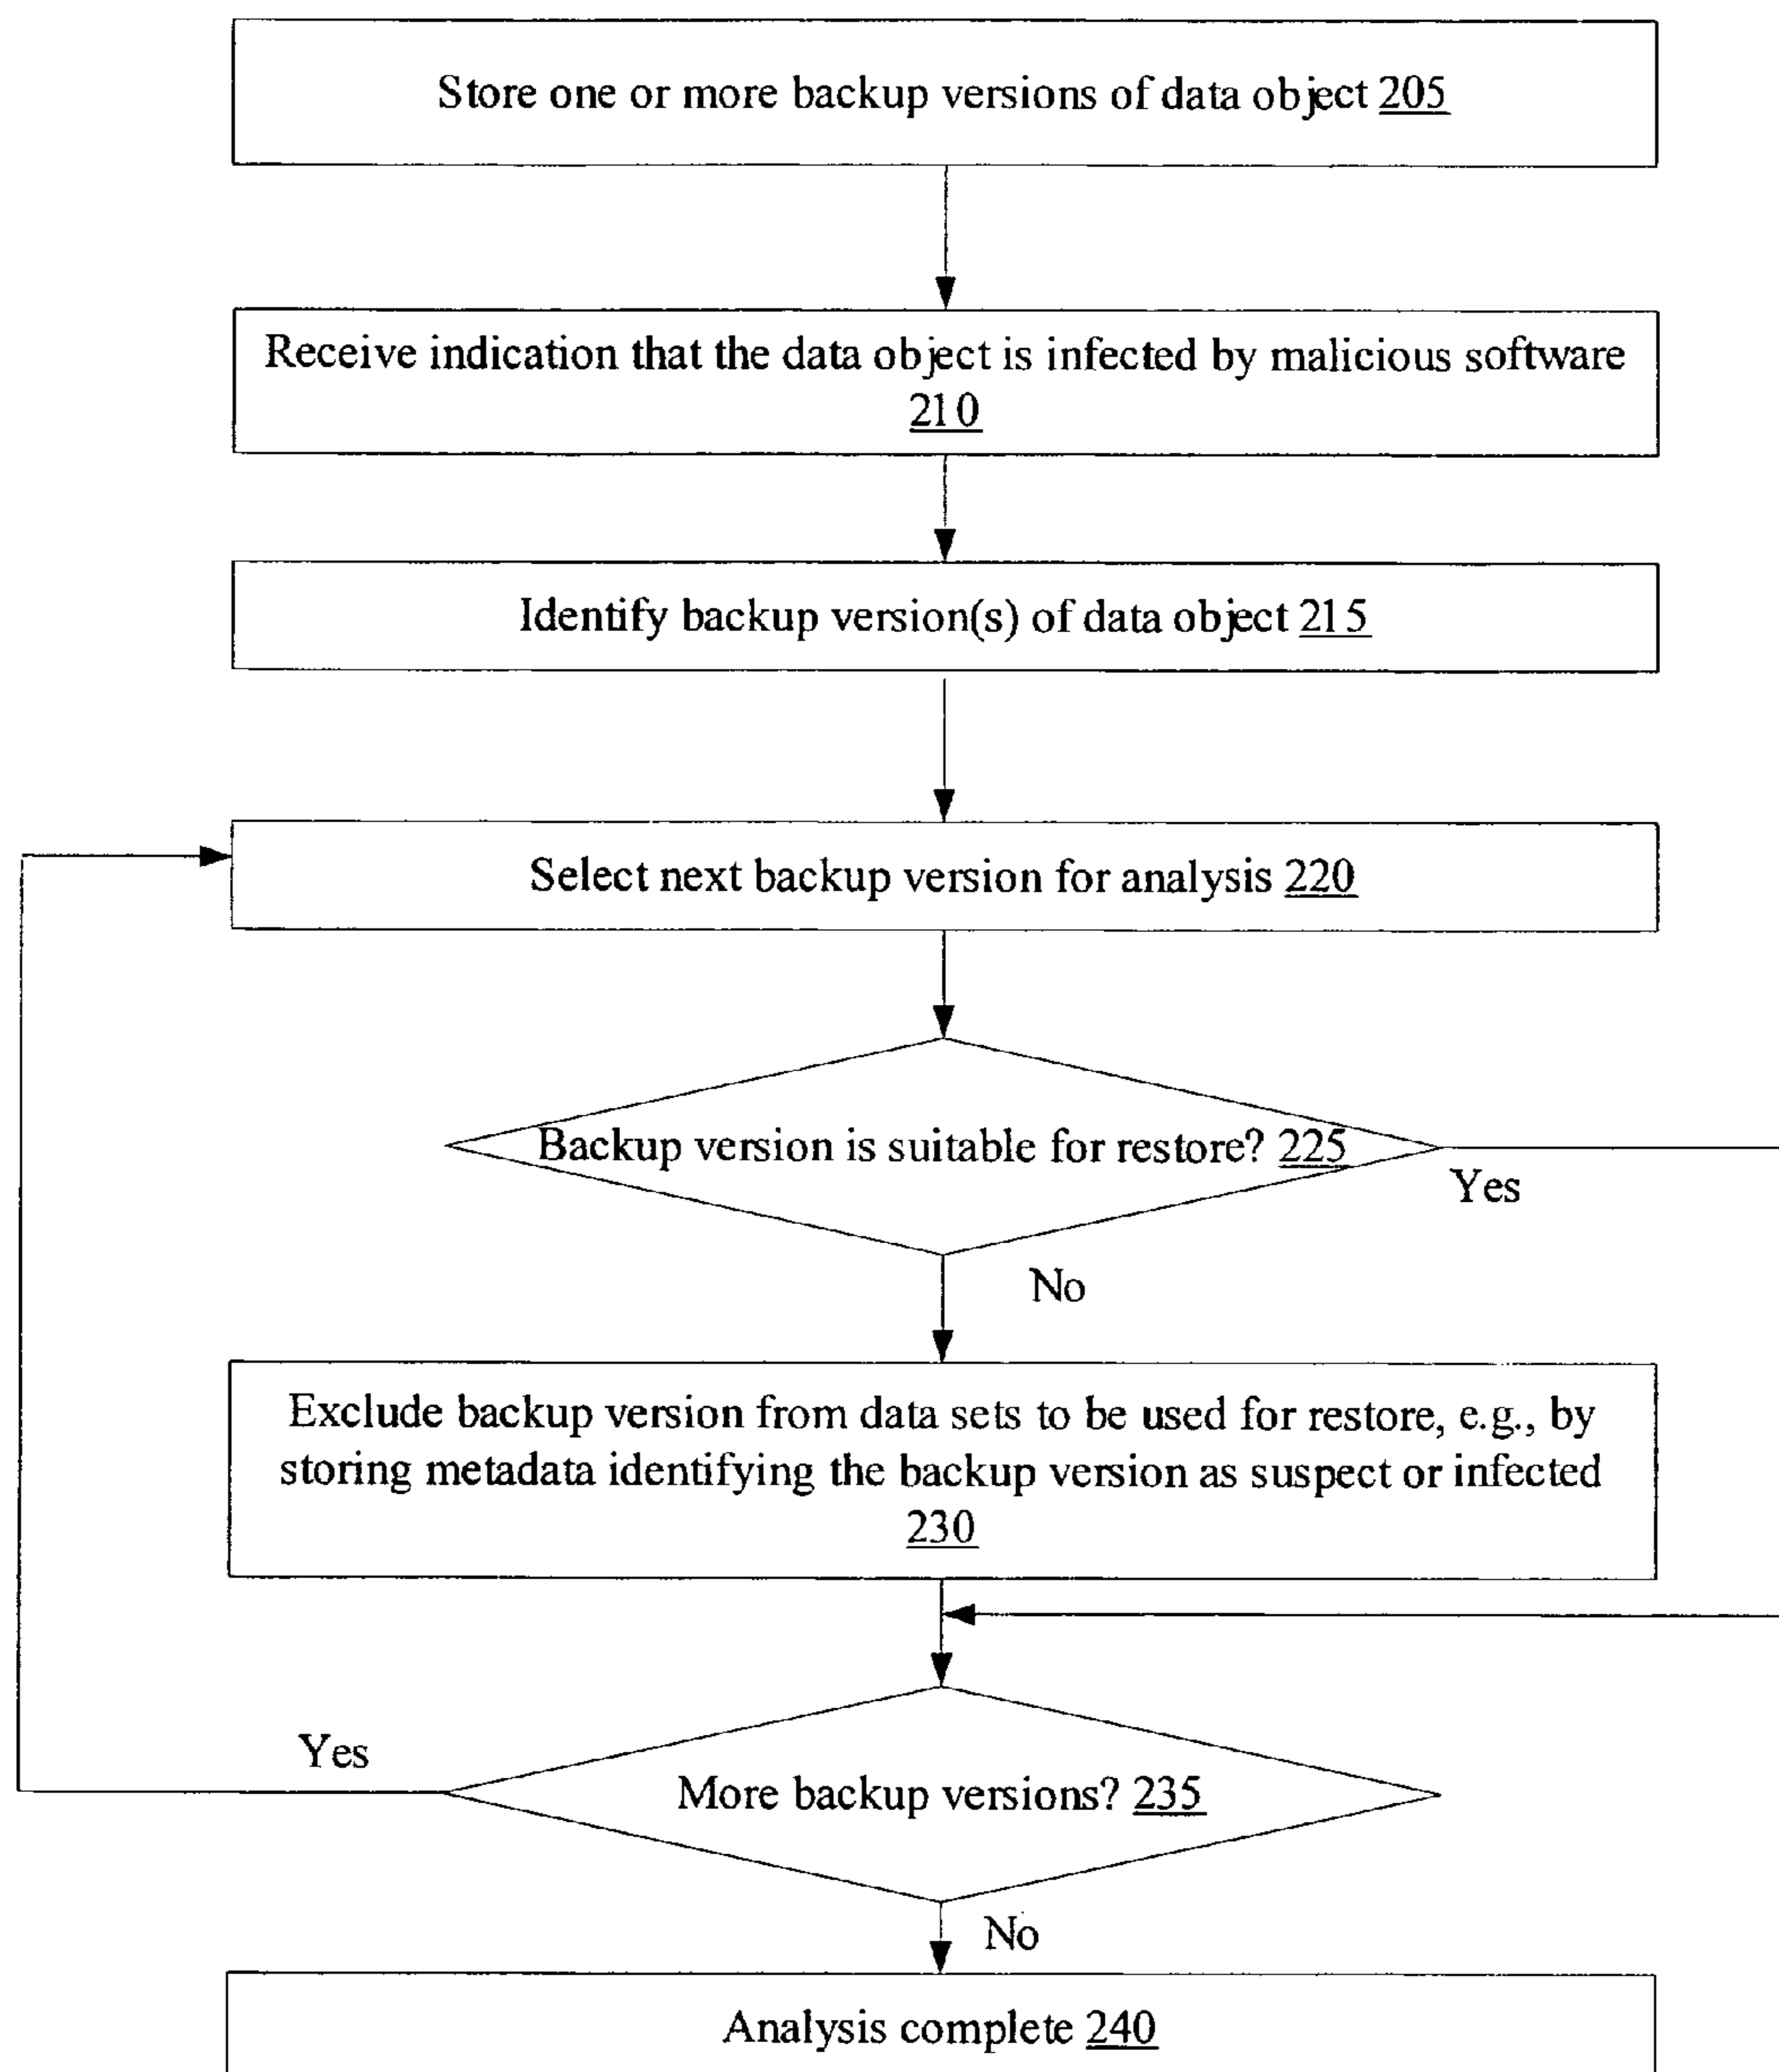 Store one or more backup versions of data object 205
Receive indication that the data object is infected by malicious software
210
Identify backup version(s) of data object 215
Select next backup version for analysis 220
Backup version is suitable for restore? 225
Yes
No
Exclude backup version from data sets to be used for restore, e.g., by
storing metadata identifying the backup version as suspect or infected
230
Yes
More backup versions? 235
No
Analysis complete 240